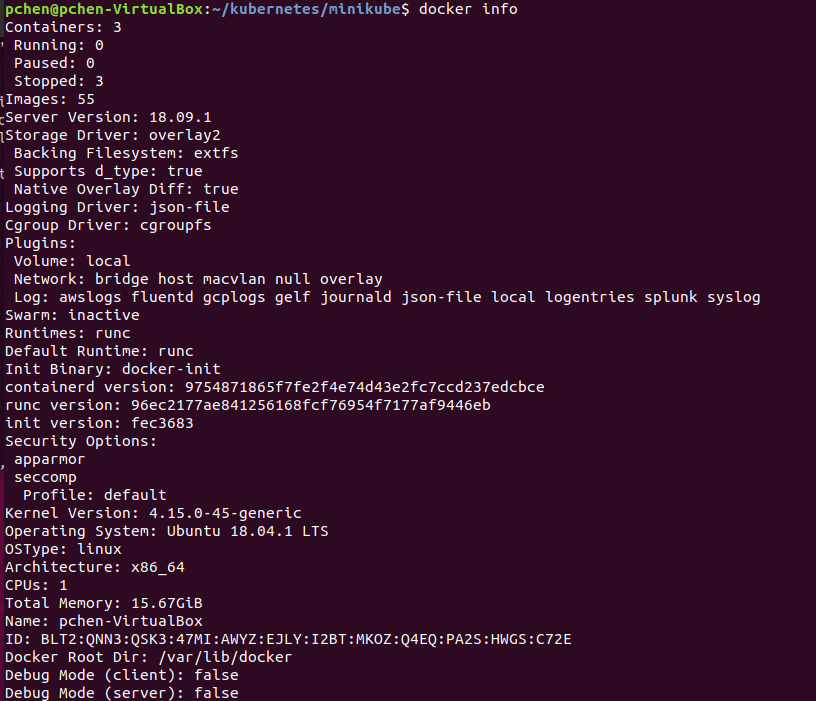 pchen@pchen-VirtualBox:~/kubernetes/minikube$ docker info
Containers: 3
 Running: 0
 Paused: 0
 Stopped: 3
Images: 55
Server Version: 18.09.1
Storage Driver: overlay2
 Backing Filesystem: extfs
 Supports d_type: true
 Native Overlay Diff: true
Logging Driver: json-file
Cgroup Driver: cgroupfs
Plugins:
 Volume: local
 Network: bridge host macvlan null overlay
 Log: awslogs fluentd gcplogs gelf journald json-file local logentries splunk syslog
Swarm: inactive
Runtimes: runc
Default Runtime: runc
Init Binary: docker-init
containerd version: 9754871865f7fe2f4e74d43e2fc7ccd237edcbce
runc version: 96ec2177ae841256168fcf76954f7177af9446eb
init version: fec3683
Security Options:
 apparmor
 seccomp
  Profile: default
Kernel Version: 4.15.0-45-generic
Operating System: Ubuntu 18.04.1 LTS
OSType: linux
Architecture: x86_64
CPUs: 1
Total Memory: 15.67GiB
Name: pchen-VirtualBox
ID: BLT2:QNN3:QSK3:47MI:AWYZ:EJLY:I2BT:MKOZ:Q4EQ:PA2S:HWGS:C72E
Docker Root Dir: /var/lib/docker
Debug Mode (client): false
Debug Mode (server): false